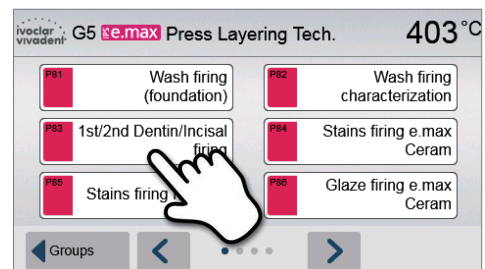 ivoclar vivadent G5 IPS e.max Press Layering Tech. 403 °C
P81 Wash firing (foundation)
P82 Wash firing characterization
P83 1st/2nd Dentin/Incisal firing
P84 Stains firing e.max Ceram
P85 Stains firing
P86 Glaze firing e.max Ceram
Groups